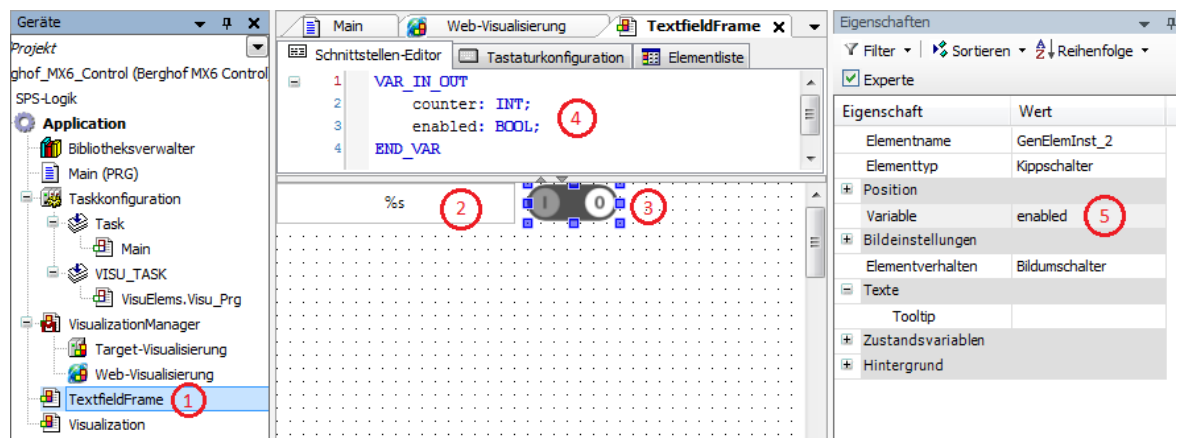 Geräte
Projekt
ghof_MX6_Control (Berghof MX6 Control
SPS-Logik
Application
Bibliotheksverwalter
Main (PRG)
Taskkonfiguration
Task
Main
VISU_TASK
VisuElems.Visu_Prg
VisualizationManager
Target-Visualisierung
Web-Visualisierung
TextfieldFrame 1
Visualization
Main Web-Visualisierung TextfieldFrame X
Schnittstellen-Editor Tastaturkonfiguration Elementliste
1 VAR_IN_OUT
2 counter: INT;
3 enabled: BOOL;
4 END_VAR
4
%s 2 I 0 3
Eigenschaften
Filter Sortieren Reihenfolge
Experte
Eigenschaft Wert
Elementname GenElemInst_2
Elementtyp Kippschalter
Position
Variable enabled 5
Bildeinstellungen
Elementverhalten Bildumschalter
Texte
Tooltip
Zustandsvariablen
Hintergrund